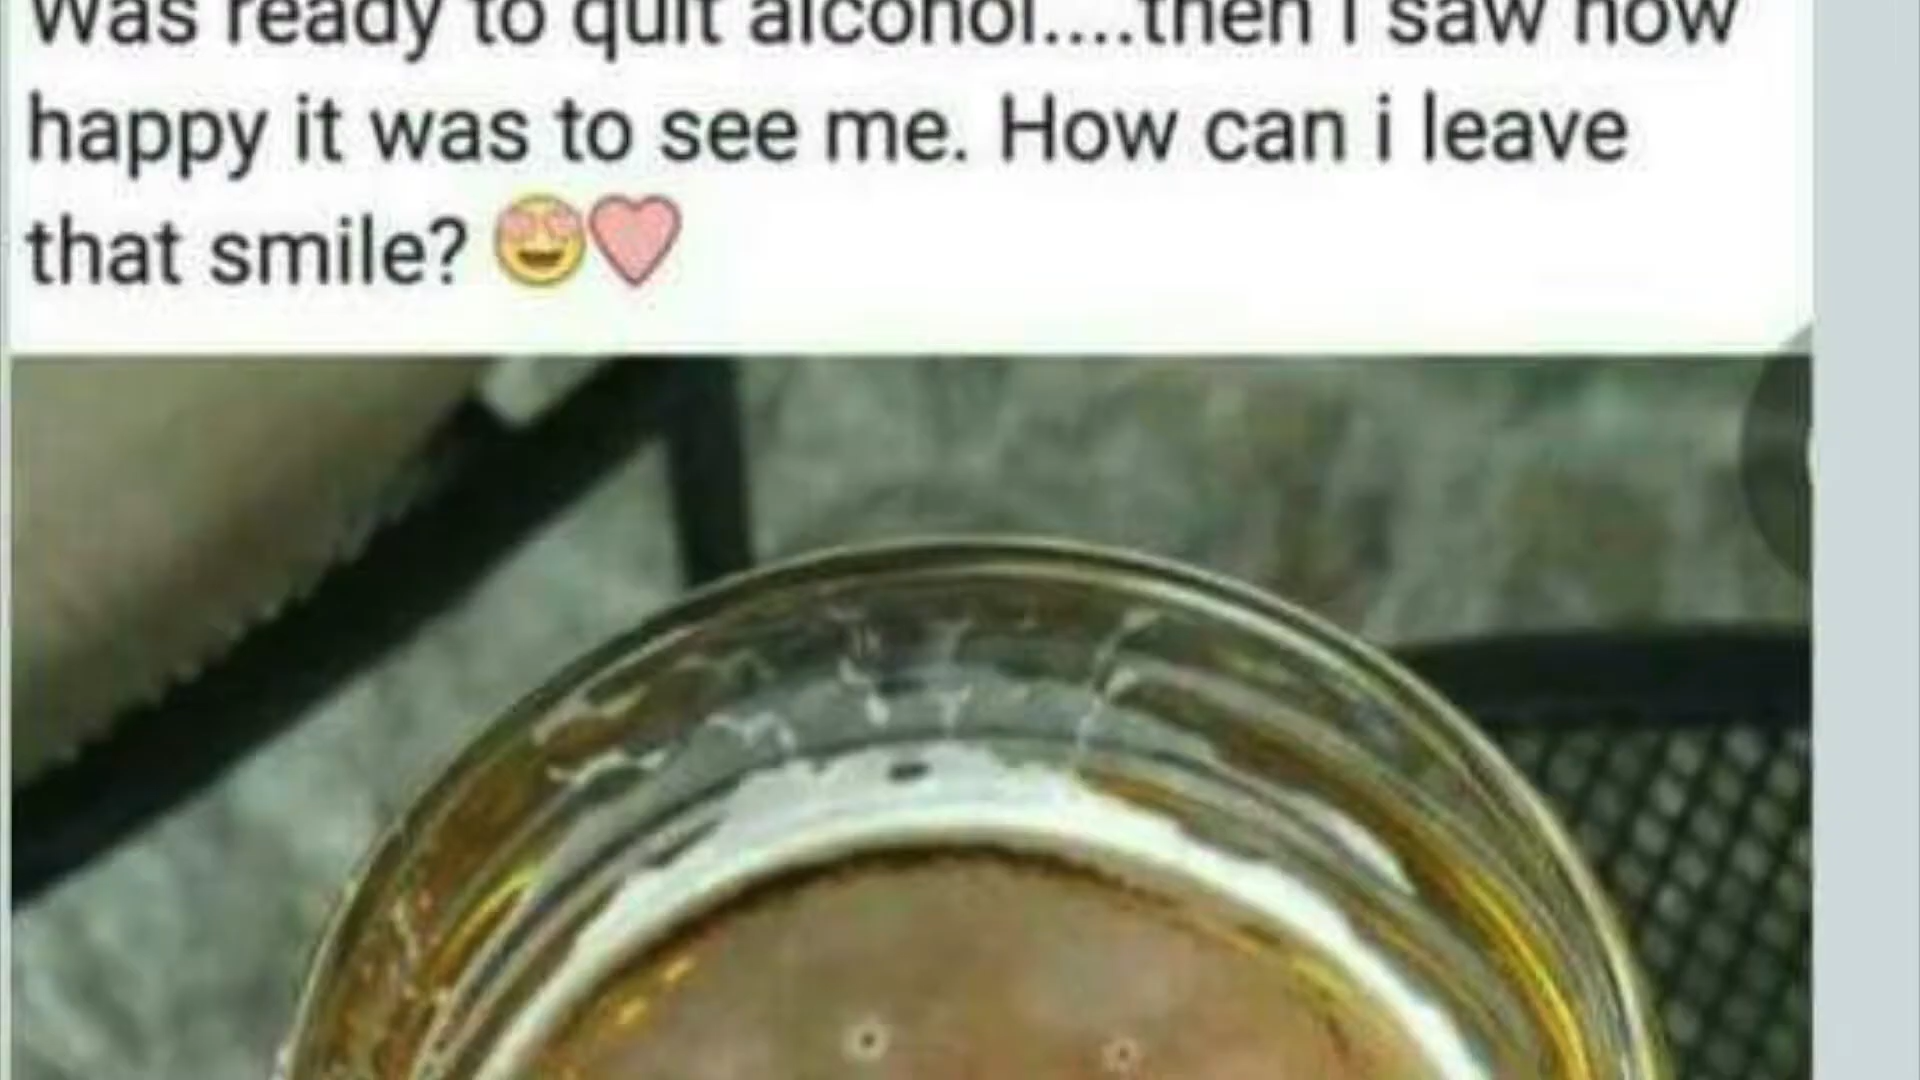 Was ready to quit alcohol....then I saw how
happy it was to see me. How can i leave
that smile? 😍❤️